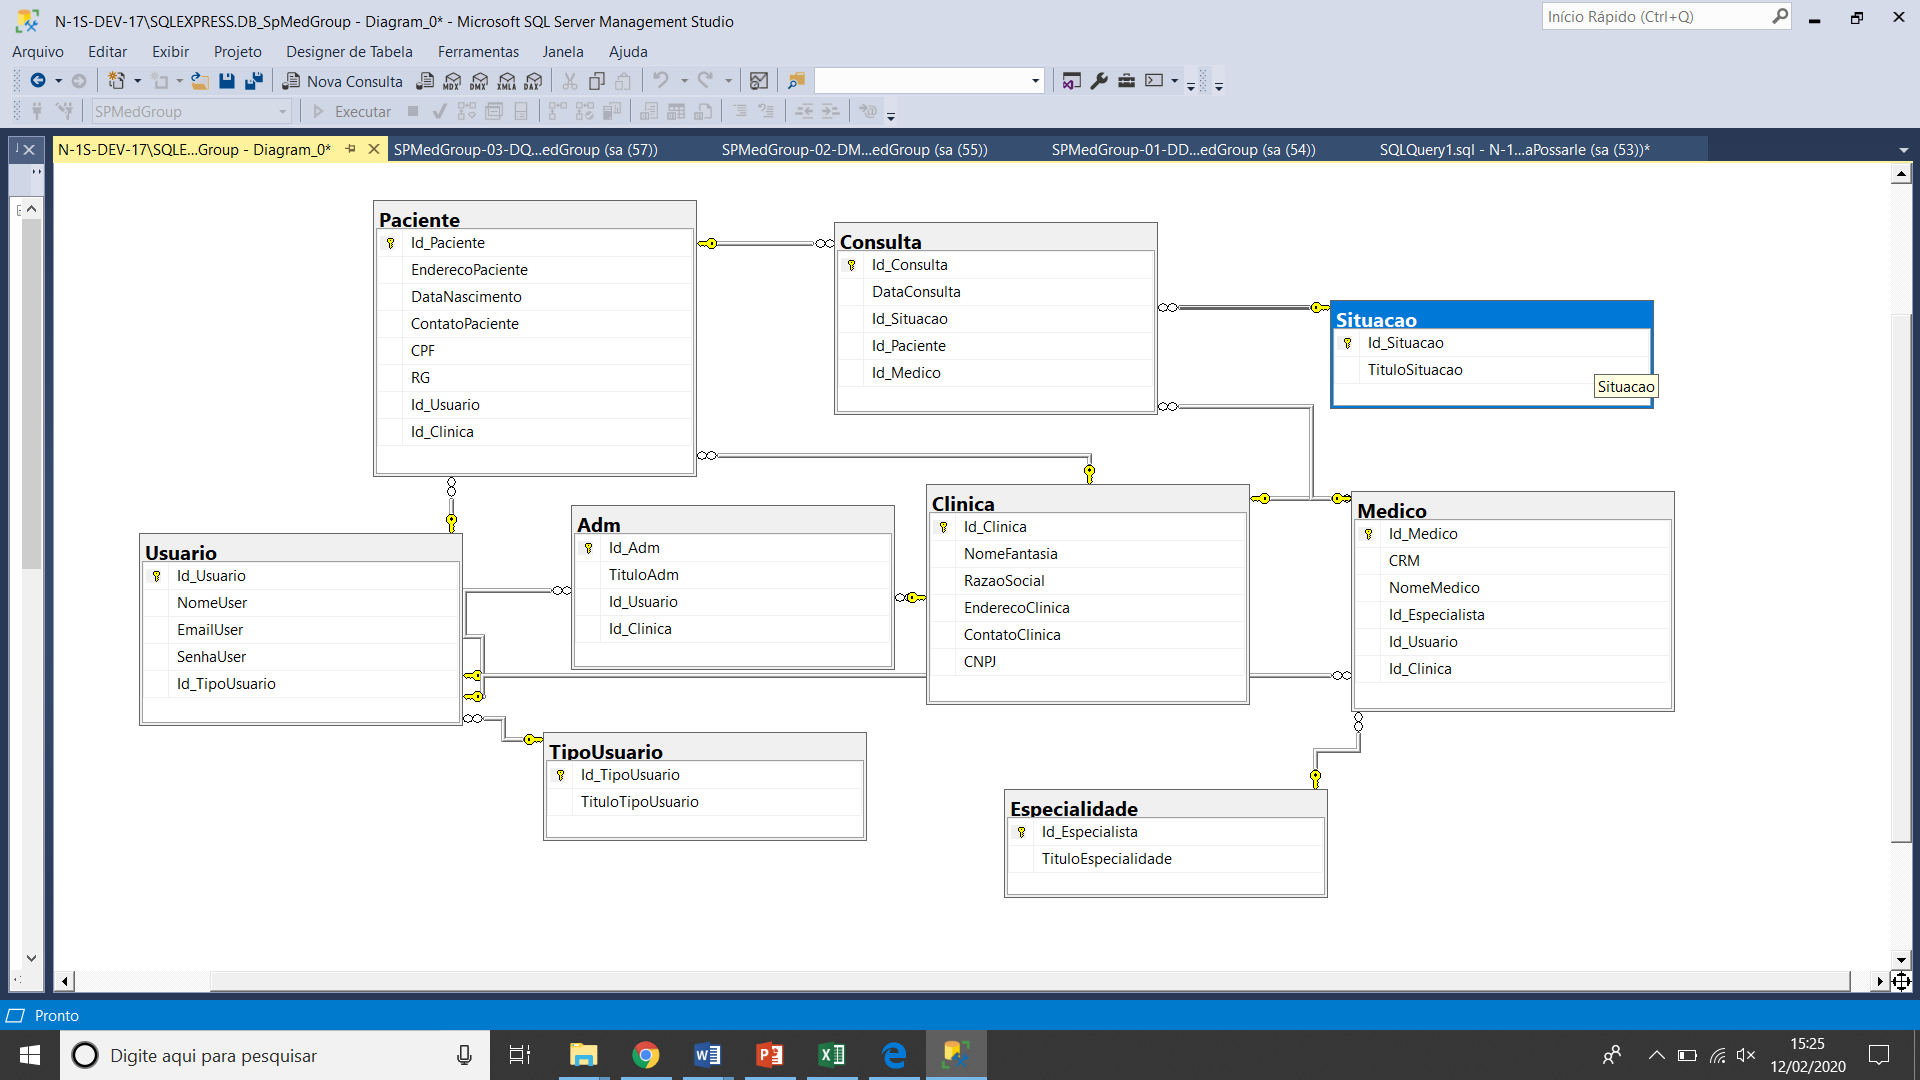 N-1S-DEV-17\SQLEXPRESS.DB_SpMedGroup - Diagram_0* - Microsoft SQL Server Management Studio
Início Rápido (Ctrl+Q)
Arquivo Editar Exibir Projeto Designer de Tabela Ferramentas Janela Ajuda
Nova Consulta MDX DMX XMLA DAX
SPMedGroup Executar
N-1S-DEV-17\SQLE...Group - Diagram_0* SPMedGroup-03-DQ...edGroup (sa (57)) SPMedGroup-02-DM...edGroup (sa (55)) SPMedGroup-01-DD...edGroup (sa (54)) SQLQuery1.sql - N-1...aPossarle (sa (53))*
Paciente
Id_Paciente
EnderecoPaciente
DataNascimento
ContatoPaciente
CPF
RG
Id_Usuario
Id_Clinica
Consulta
Id_Consulta
DataConsulta
Id_Situacao
Id_Paciente
Id_Medico
Situacao
Id_Situacao
TituloSituacao
Situacao
Usuario
Id_Usuario
NomeUser
EmailUser
SenhaUser
Id_TipoUsuario
Adm
Id_Adm
TituloAdm
Id_Usuario
Id_Clinica
Clinica
Id_Clinica
NomeFantasia
RazaoSocial
EnderecoClinica
ContatoClinica
CNPJ
Medico
Id_Medico
CRM
NomeMedico
Id_Especialista
Id_Usuario
Id_Clinica
TipoUsuario
Id_TipoUsuario
TituloTipoUsuario
Especialidade
Id_Especialista
TituloEspecialidade
Pronto
Digite aqui para pesquisar
15:25
12/02/2020